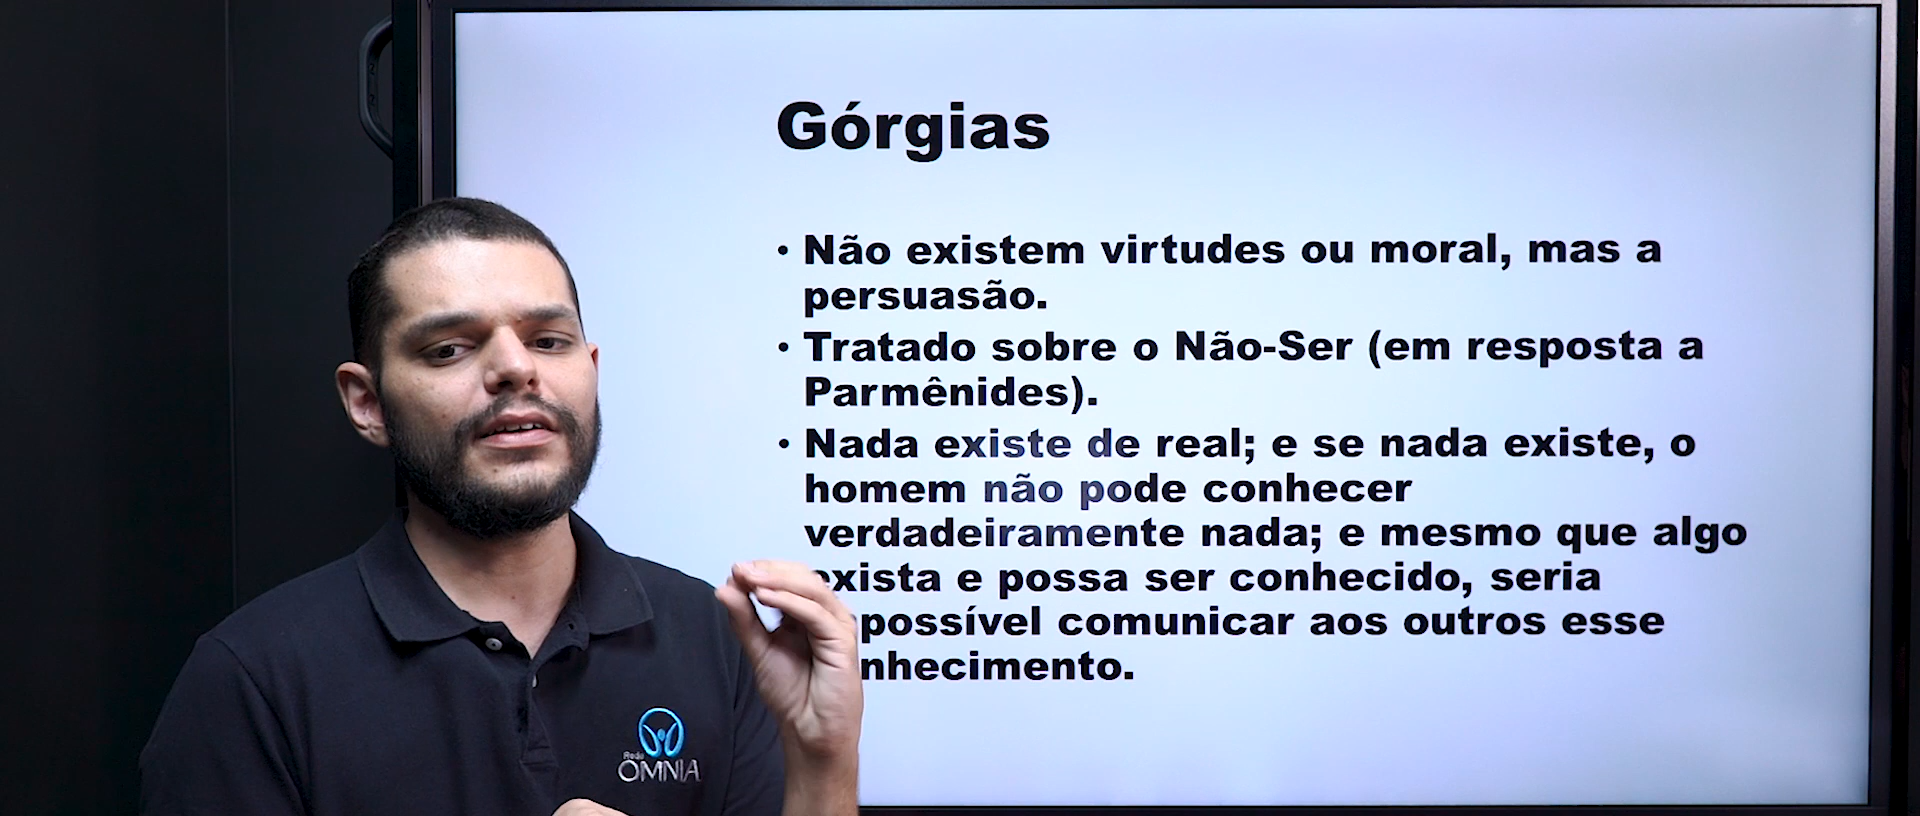 Górgias
• Não existem virtudes ou moral, mas a
persuasão.
• Tratado sobre o Não-Ser (em resposta a
Parmênides).
• Nada existe de real; e se nada existe, o
homem não pode conhecer
verdadeiramente nada; e mesmo que algo
exista e possa ser conhecido, seria
possível comunicar aos outros esse
nhecimento.
Rede
OMNIA